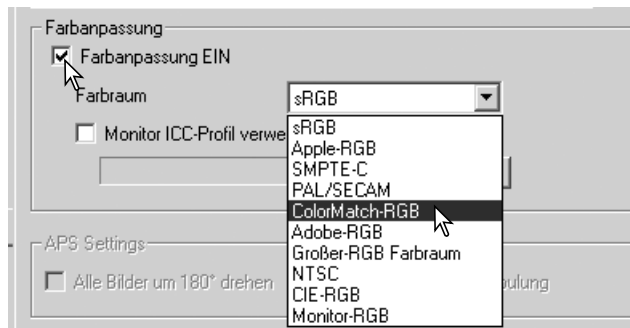 Farbanpassung
Farbanpassung EIN
Farbraum
sRGB
Monitor ICC-Profil verwe
sRGB
Apple-RGB
SMPTE-C
PAL/SECAM
ColorMatch-RGB
Adobe-RGB
Großer-RGB Farbraum
NTSC
CIE-RGB
Monitor-RGB
APS Settings
Alle Bilder um 180° drehen
pulung